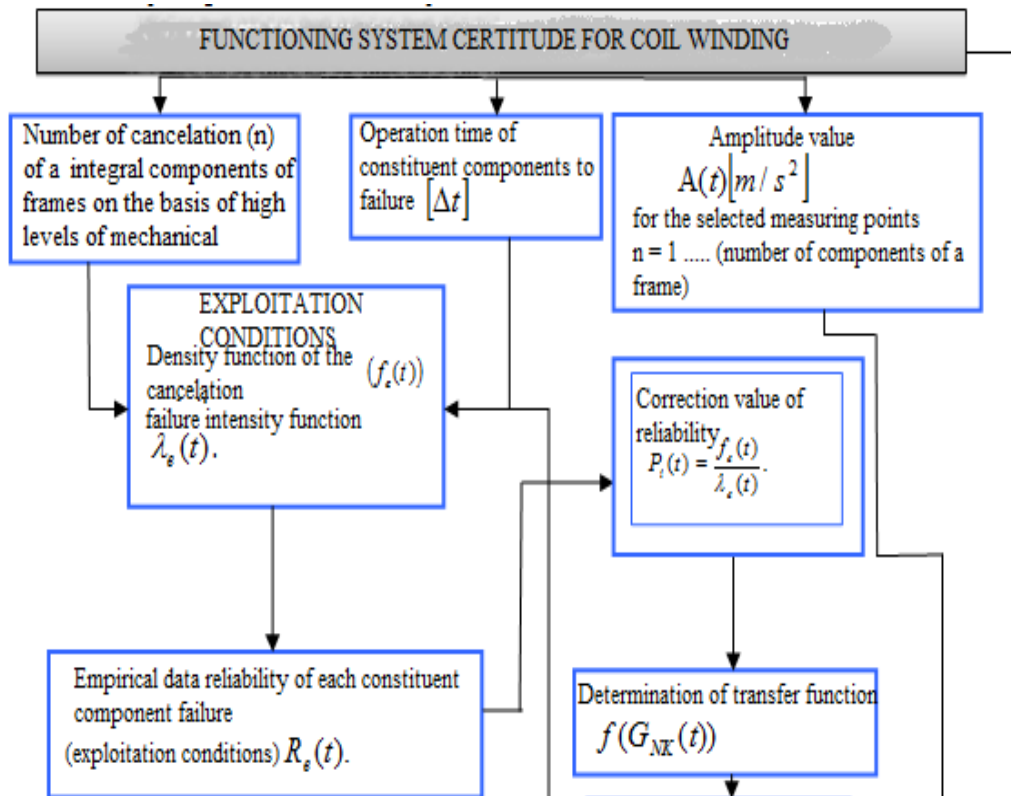 FUNCTIONING SYSTEM CERTITUDE FOR COIL WINDING
Number of cancelation (n)
of a integral components of
frames on the basis of high
levels of mechanical
Operation time of
constituent components to
failure [Δt]
Amplitude value
A(t)[m/s²]
for the selected measuring points
n = 1 ..... (number of components of a
frame)
EXPLOITATION
CONDITIONS
Density function of the (fₑ(t))
cancelation
failure intensity function
λₑ(t).
Correction value of
reliability
Pᵢ(t) = fₑ(t) / λₑ(t).
Empirical data reliability of each constituent
component failure
(exploitation conditions) Rₑ(t).
Determination of transfer function
f(G_NK(t))